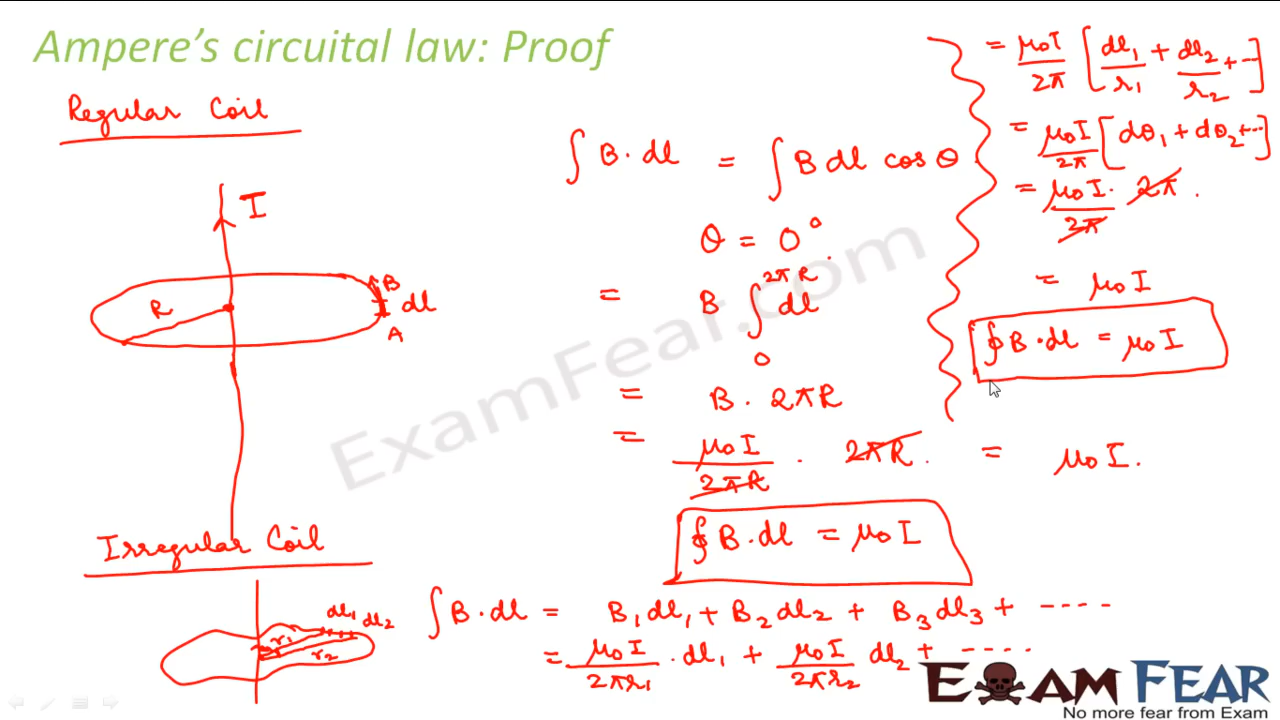 Ampere's circuital law: Proof
Regular Coil
I
R
B
dl
A
∫ B·dl = ∫ B dl cos θ
θ = 0°
= B ∫₀^{2πR} dl
= B · 2πR
= μ₀I/2πR · 2πR = μ₀I.
∮ B·dl = μ₀I
Irregular Coil
dl₁ dl₂
r₁
r₂
∫ B·dl = B₁dl₁ + B₂dl₂ + B₃dl₃ + ----
= μ₀I/2πr₁ · dl₁ + μ₀I/2πr₂ dl₂ + ----
= μ₀I/2π [dl₁/r₁ + dl₂/r₂ + --]
= μ₀I/2π [dθ₁ + dθ₂ + --]
= μ₀I/2π · 2π.
= μ₀I
∮ B·dl = μ₀I
ExamFear.com
EXAM FEAR
No more fear from Exam